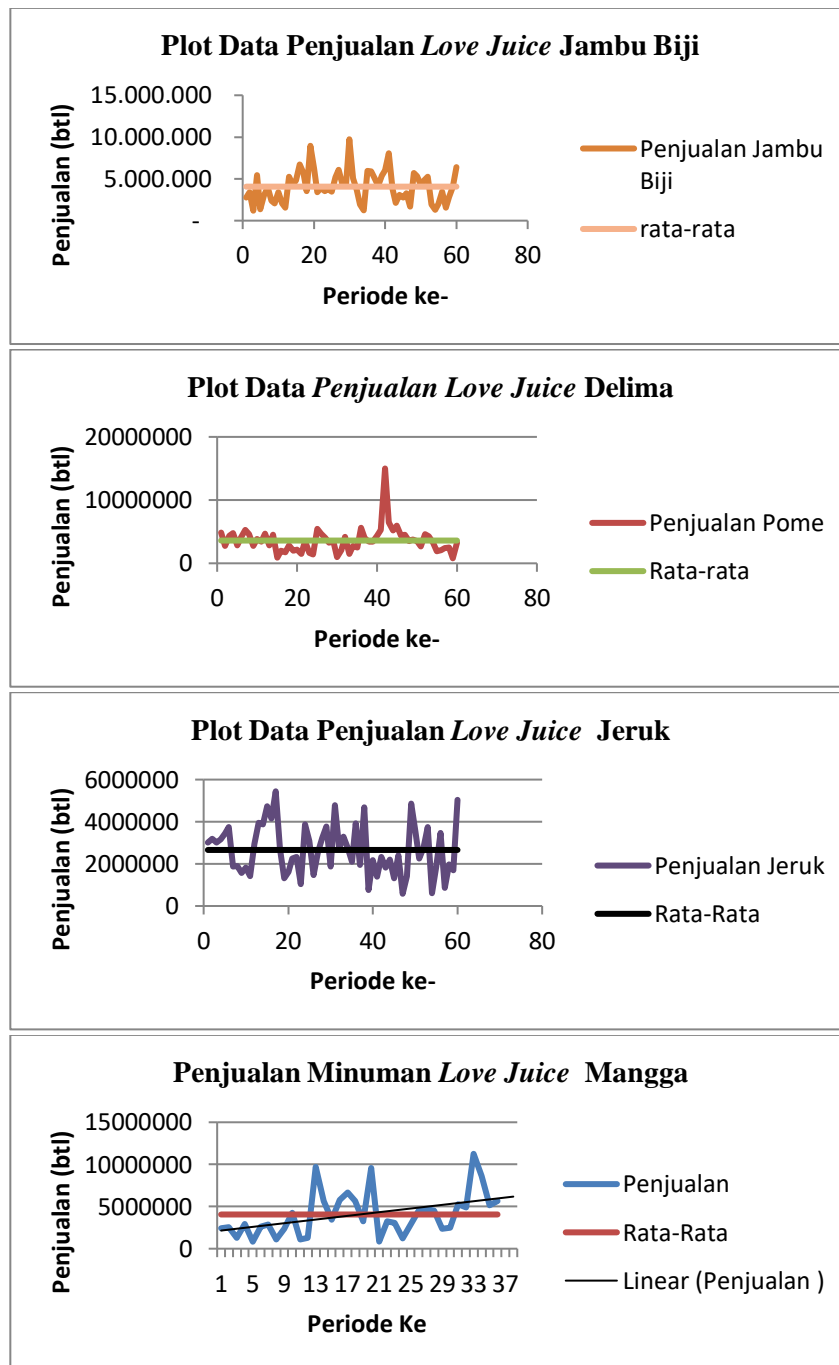 Plot Data Penjualan Love Juice Jambu Biji
Penjualan (btl)
15.000.000
10.000.000
5.000.000
-
0 20 40 60 80
Periode ke-
Penjualan Jambu
Biji
rata-rata
Plot Data Penjualan Love Juice Delima
Penjualan (btl)
20000000
10000000
0
0 20 40 60 80
Periode ke-
Penjualan Pome
Rata-rata
Plot Data Penjualan Love Juice Jeruk
Penjualan (btl)
6000000
4000000
2000000
0
0 20 40 60 80
Periode ke-
Penjualan Jeruk
Rata-Rata
Penjualan Minuman Love Juice Mangga
Penjualan (btl)
15000000
10000000
5000000
0
1 5 9 13 17 21 25 29 33 37
Periode Ke
Penjualan
Rata-Rata
Linear (Penjualan )